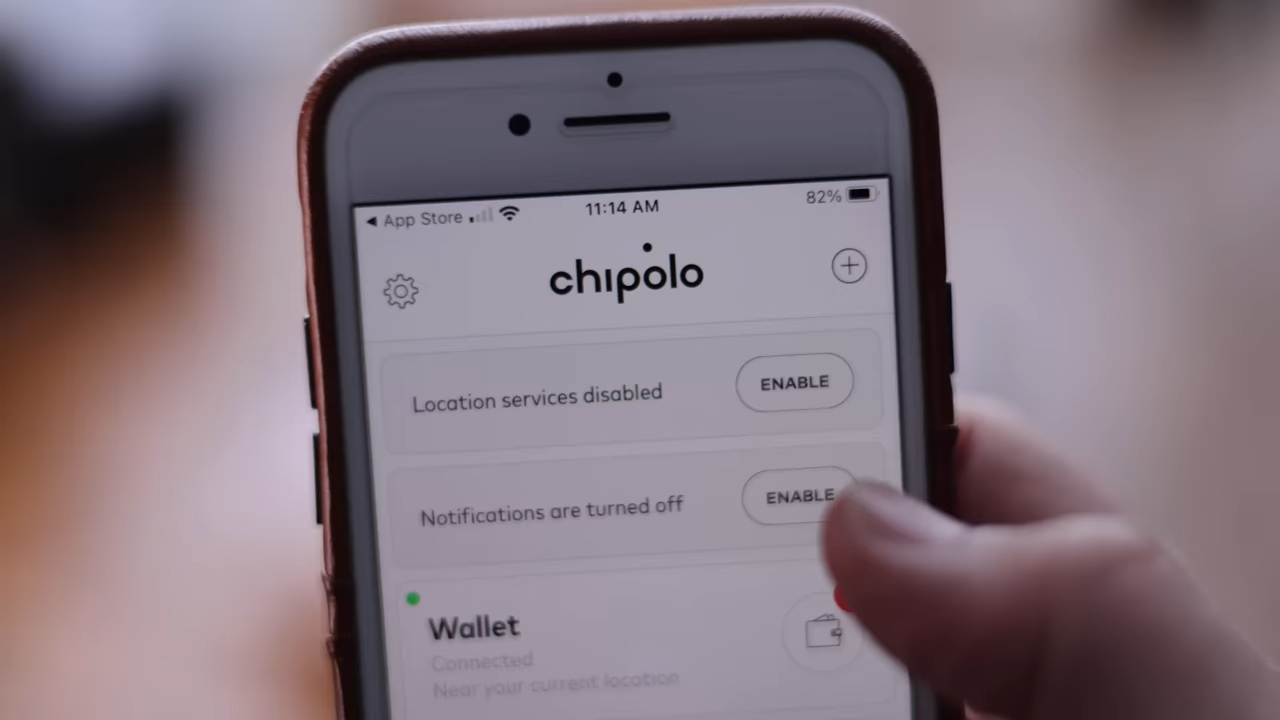 ◀ App Store 11:14 AM 82%
chipolo
Location services disabled ENABLE
Notifications are turned off ENABLE
Wallet
Connected
Near your current location